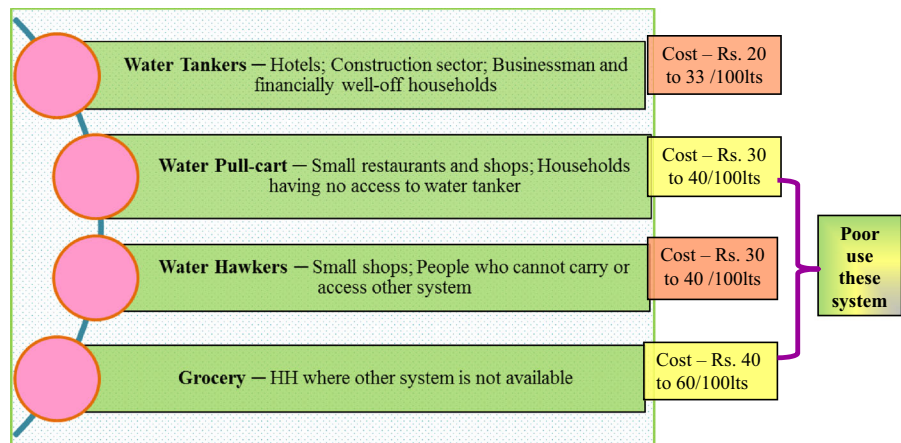 Water Tankers — Hotels; Construction sector; Businessman and
financially well-off households
Cost – Rs. 20
to 33 /100lts
Water Pull-cart — Small restaurants and shops; Households
having no access to water tanker
Cost – Rs. 30
to 40/100lts
Water Hawkers — Small shops; People who cannot carry or
access other system
Cost – Rs. 30
to 40 /100lts
Grocery — HH where other system is not available
Cost – Rs. 40
to 60/100lts
Poor
use
these
system